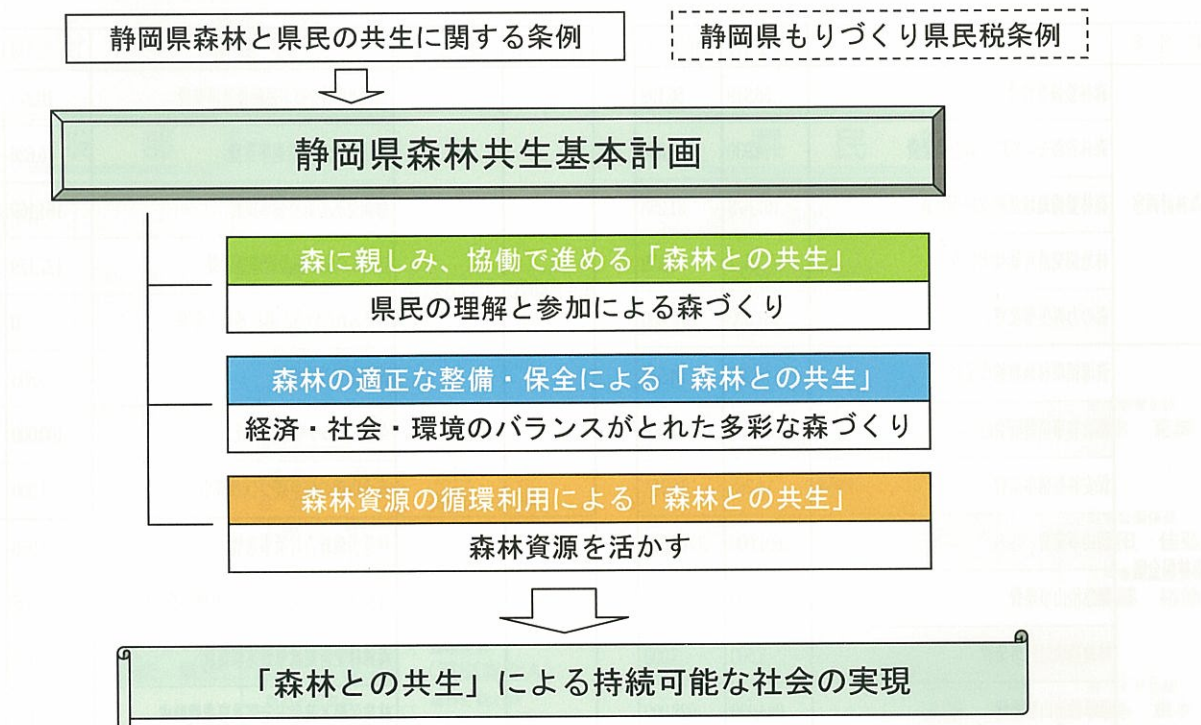 静岡県森林と県民の共生に関する条例
静岡県もりづくり県民税条例
静岡県森林共生基本計画
森に親しみ、協働で進める「森林との共生」
県民の理解と参加による森づくり
森林の適正な整備・保全による「森林との共生」
経済・社会・環境のバランスがとれた多彩な森づくり
森林資源の循環利用による「森林との共生」
森林資源を活かす
「森林との共生」による持続可能な社会の実現